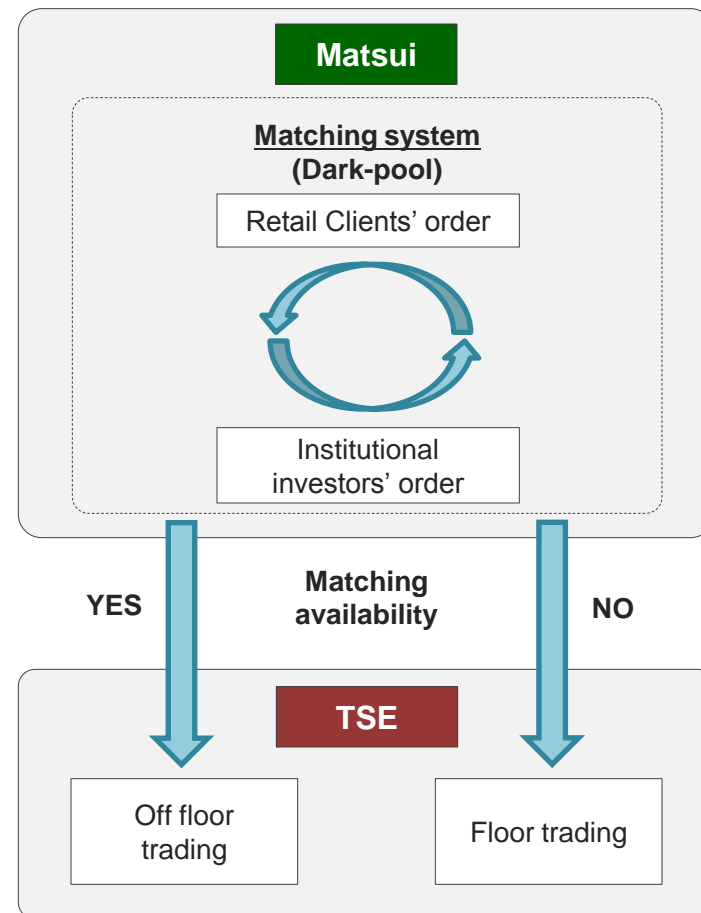 Matsui
Matching system
(Dark-pool)
Retail Clients’ order
Institutional
investors’ order
YES
Matching
availability
NO
TSE
Off floor
trading
Floor trading